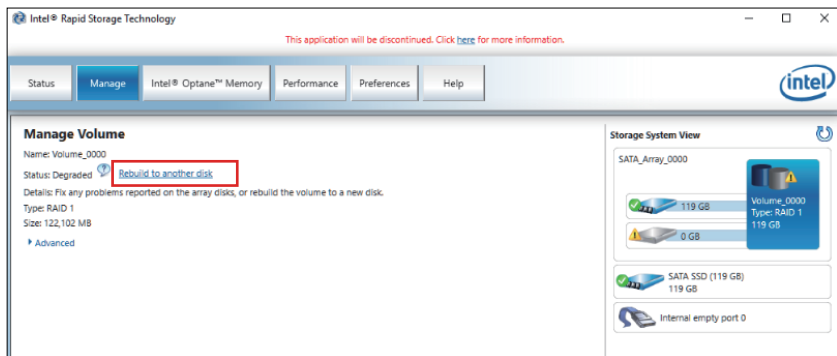 Intel® Rapid Storage Technology
This application will be discontinued. Click here for more information.
Status
Manage
Intel® Optane™ Memory
Performance
Preferences
Help
intel
Manage Volume
Name: Volume_0000
Status: Degraded ? Rebuild to another disk
Details: Fix any problems reported on the array disks, or rebuild the volume to a new disk.
Type: RAID 1
Size: 122,102 MB
Advanced
Storage System View
SATA_Array_0000
119 GB
0 GB
Volume_0000
Type: RAID 1
119 GB
SATA SSD (119 GB)
119 GB
Internal empty port 0